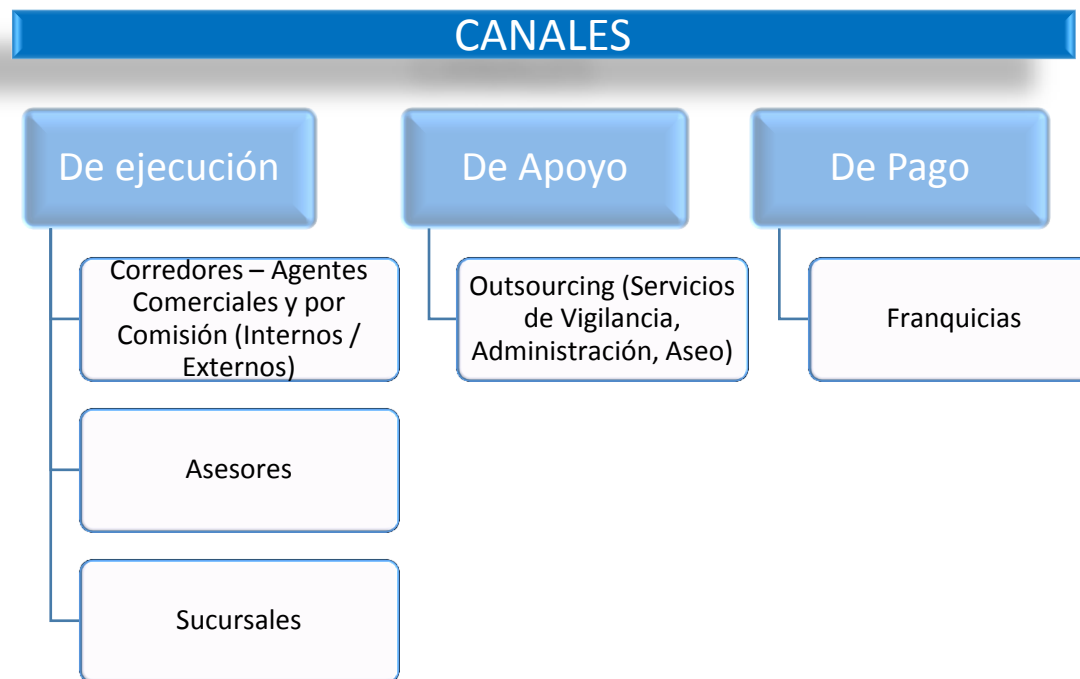 CANALES
De ejecución
Corredores – Agentes
Comerciales y por
Comisión (Internos /
Externos)
Asesores
Sucursales
De Apoyo
Outsourcing (Servicios
de Vigilancia,
Administración, Aseo)
De Pago
Franquicias